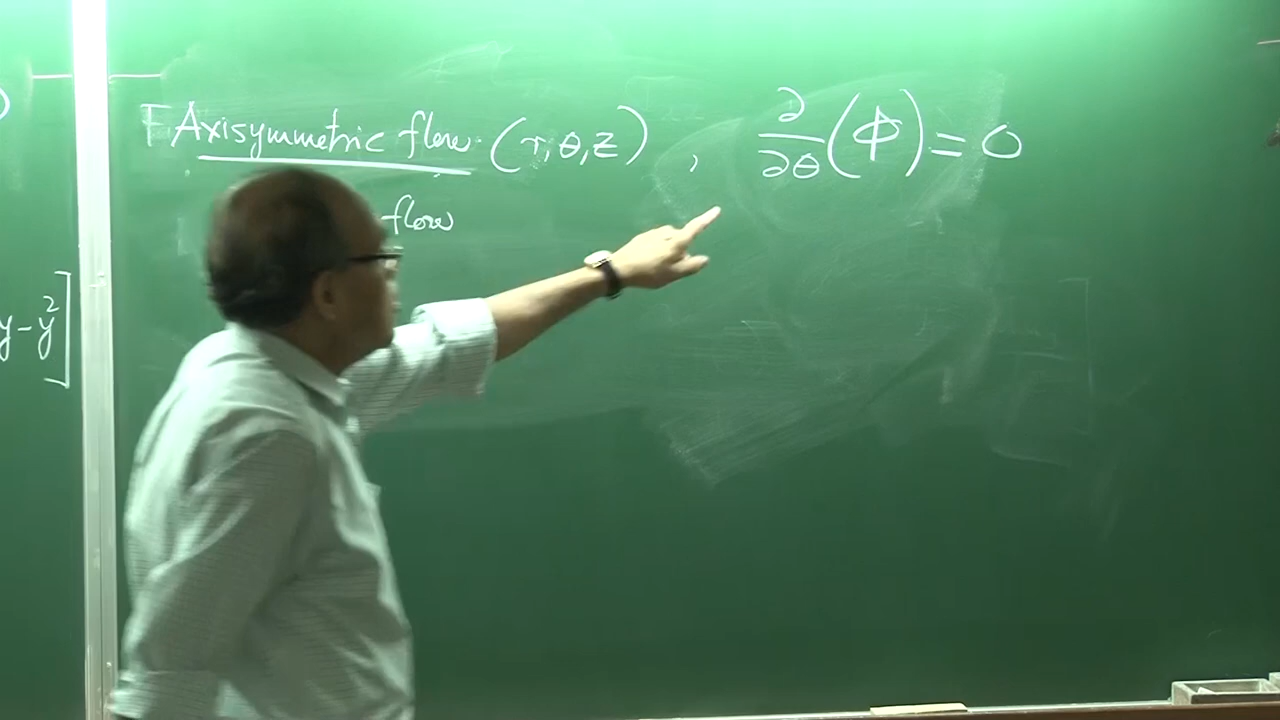 Axisymmetric flow (r, θ, z) , ∂/∂θ (Φ) = 0
flow
y - y²]